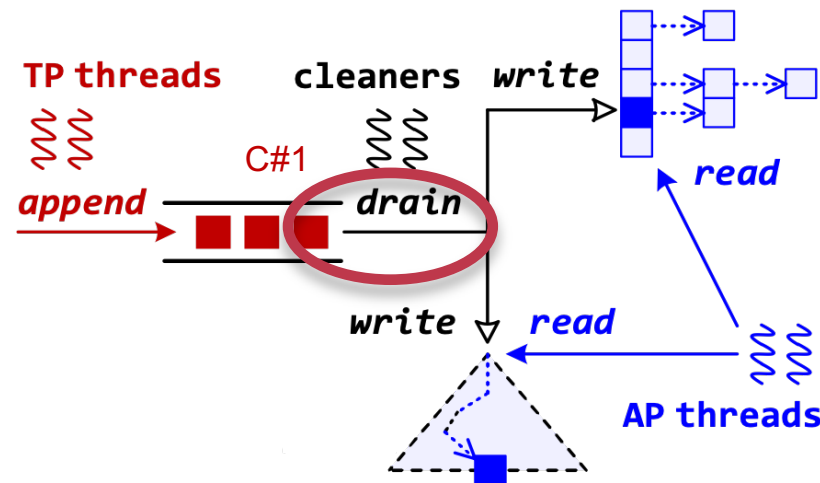 TP threads
cleaners
write
C#1
append
drain
read
write
read
AP threads